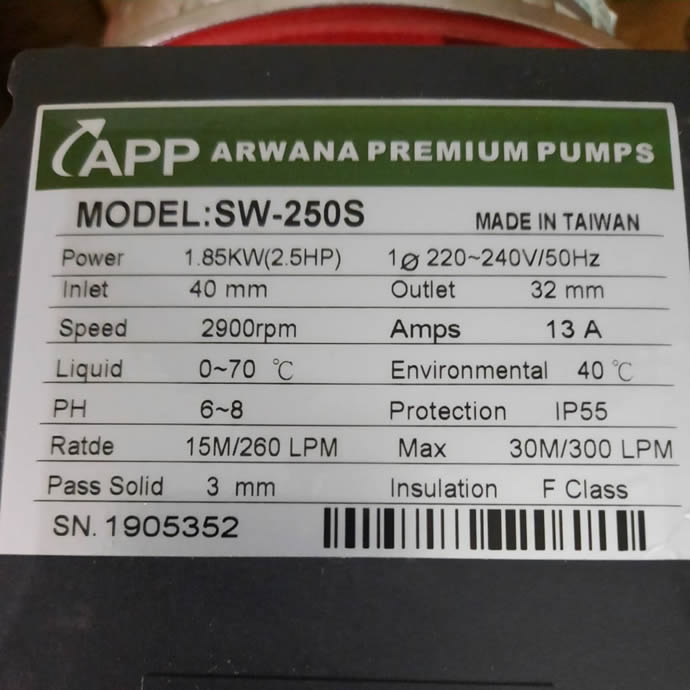 APP ARWANA PREMIUM PUMPS
MODEL:SW-250S MADE IN TAIWAN
Power 1.85KW(2.5HP) 1ø 220~240V/50Hz
Inlet 40 mm Outlet 32 mm
Speed 2900rpm Amps 13 A
Liquid 0~70 ℃ Environmental 40 ℃
PH 6~8 Protection IP55
Ratde 15M/260 LPM Max 30M/300 LPM
Pass Solid 3 mm Insulation F Class
SN. 1905352